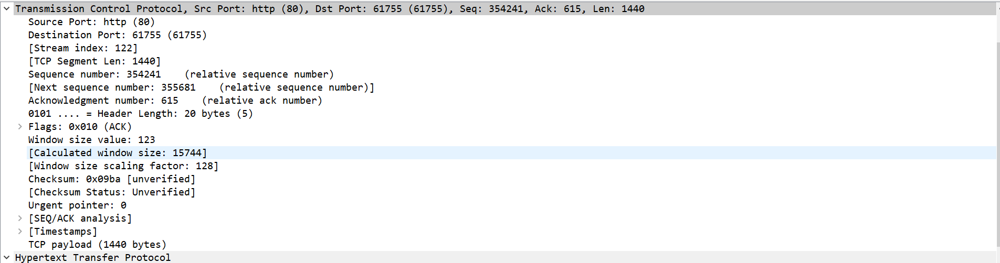 Transmission Control Protocol, Src Port: http (80), Dst Port: 61755 (61755), Seq: 354241, Ack: 615, Len: 1440
Source Port: http (80)
Destination Port: 61755 (61755)
[Stream index: 122]
[TCP Segment Len: 1440]
Sequence number: 354241    (relative sequence number)
[Next sequence number: 355681    (relative sequence number)]
Acknowledgment number: 615    (relative ack number)
0101 .... = Header Length: 20 bytes (5)
Flags: 0x010 (ACK)
Window size value: 123
[Calculated window size: 15744]
[Window size scaling factor: 128]
Checksum: 0x09ba [unverified]
[Checksum Status: Unverified]
Urgent pointer: 0
[SEQ/ACK analysis]
[Timestamps]
TCP payload (1440 bytes)
Hypertext Transfer Protocol